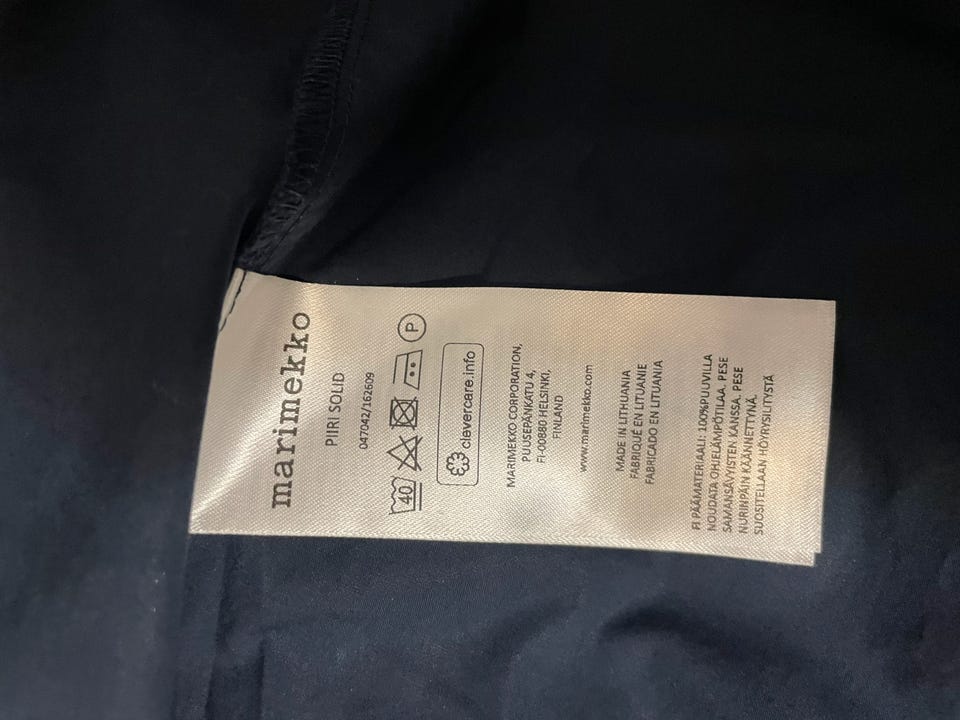 marimekko
PIIRI SOLID
047042/162609
40 P
clevercare.info
MARIMEKKO CORPORATION,
PUUSEPÄNKATU 4,
FI-00880 HELSINKI,
FINLAND
www.marimekko.com
MADE IN LITHUANIA
FABRIQUÉ EN LITUANIE
FABRICADO EN LITUANIA
FI PÄÄMATERIAALI: 100%PUUVILLA
NOUDATA OHJELÄMPÖTILAA. PESE
SAMANSÄVYISTEN KANSSA. PESE
NURINPÄIN KÄÄNNETTYNÄ.
SUOSITELLAAN HÖYRYSILITYSTÄ